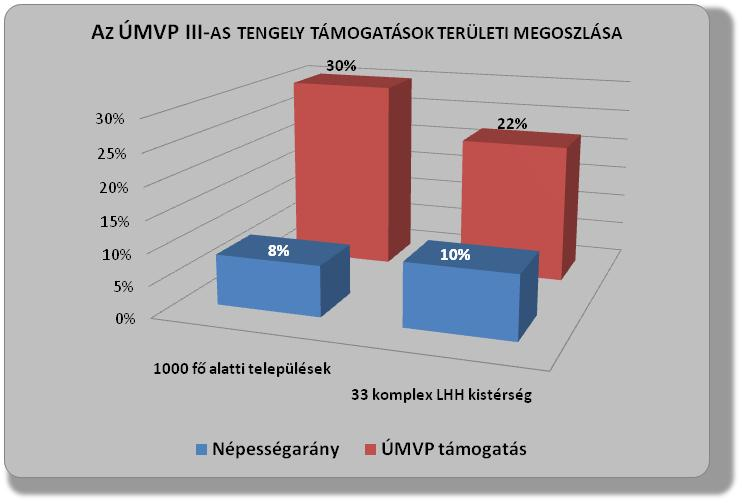 AZ ÚMVP III-AS TENGELY TÁMOGATÁSOK TERÜLETI MEGOSZLÁSA
30%
22%
30%
25%
20%
15%
10%
5%
0%
8%
10%
1000 fő alatti települések
33 komplex LHH kistérség
Népességarány
ÚMVP támogatás